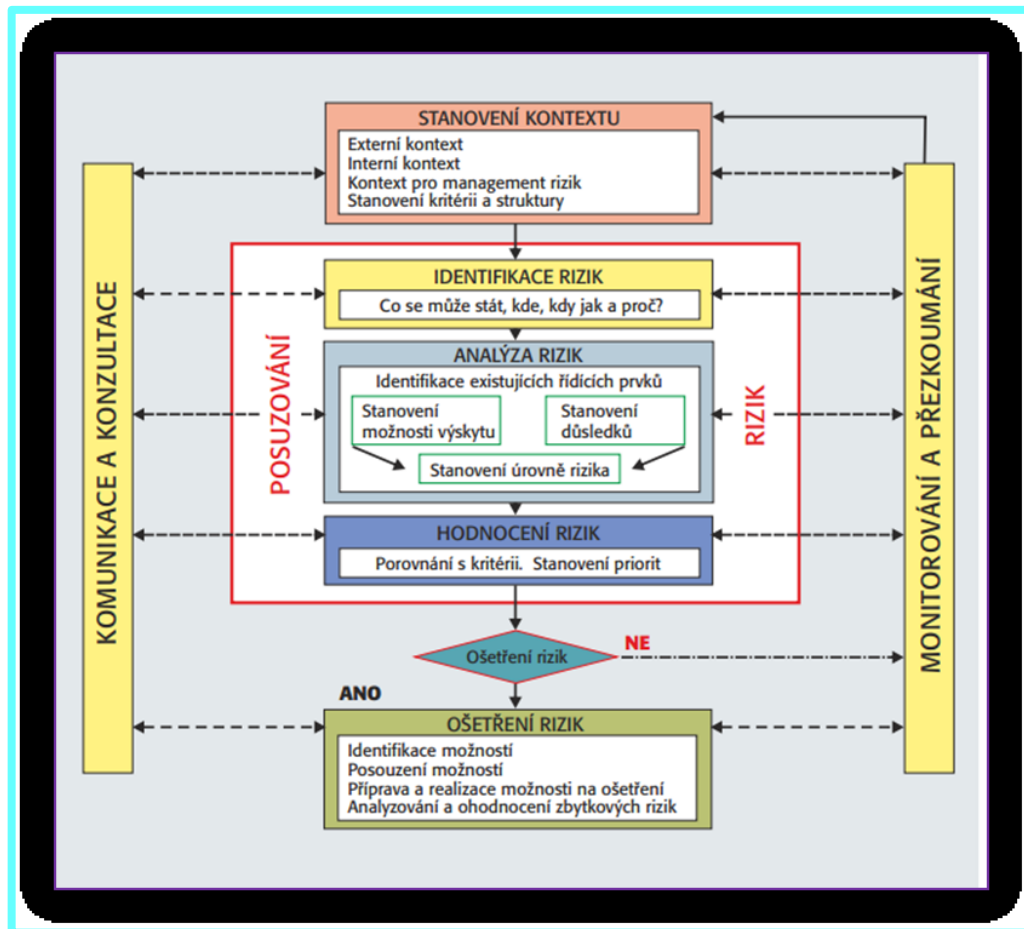 STANOVENÍ KONTEXTU
Externí kontext
Interní kontext
Kontext pro management rizik
Stanovení kritérii a struktury
KOMUNIKACE A KONZULTACE
POSUZOVÁNÍ
IDENTIFIKACE RIZIK
Co se může stát, kde, kdy jak a proč?
ANALÝZA RIZIK
Identifikace existujících řídících prvků
Stanovení
možnosti výskytu
Stanovení
důsledků
Stanovení úrovně rizika
HODNOCENÍ RIZIK
Porovnání s kritérii. Stanovení priorit
RIZIK
MONITOROVÁNÍ A PŘEZKOUMÁNÍ
Ošetření rizik
NE
ANO
OŠETŘENÍ RIZIK
Identifikace možností
Posouzení možností
Příprava a realizace možnosti na ošetření
Analyzování a ohodnocení zbytkových rizik